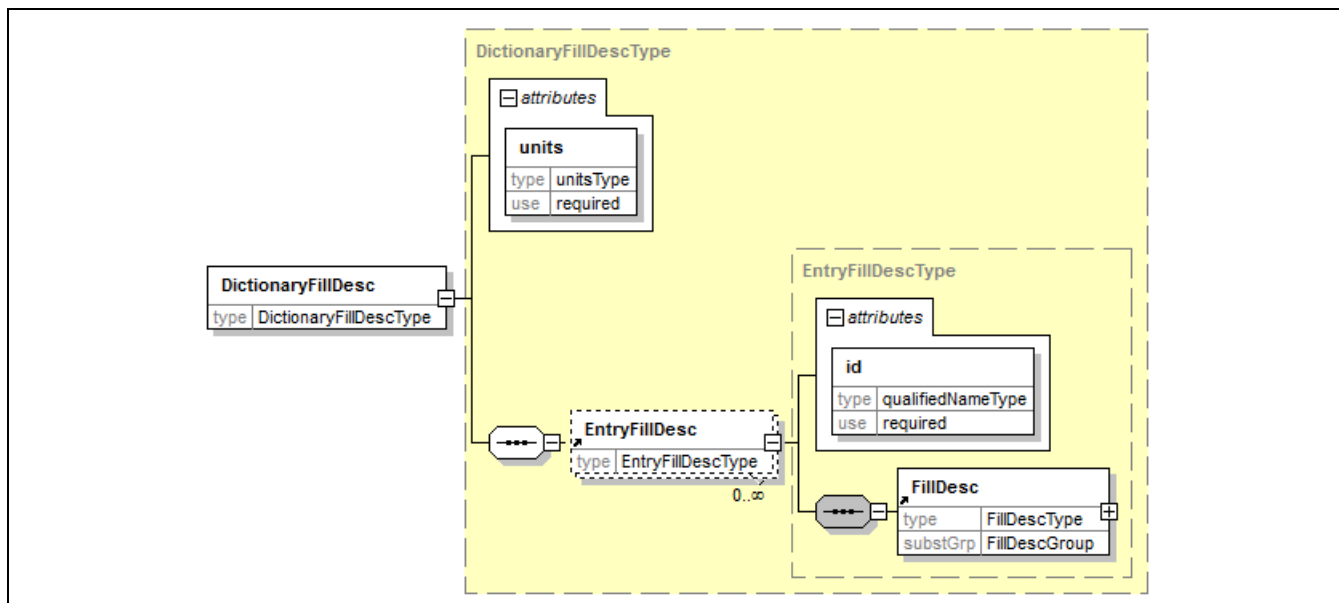 DictionaryFillDescType
attributes
units
type unitsType
use required
DictionaryFillDesc
type DictionaryFillDescType
EntryFillDescType
attributes
id
type qualifiedNameType
use required
EntryFillDesc
type EntryFillDescType
0..∞
FillDesc
type FillDescType
substGrp FillDescGroup